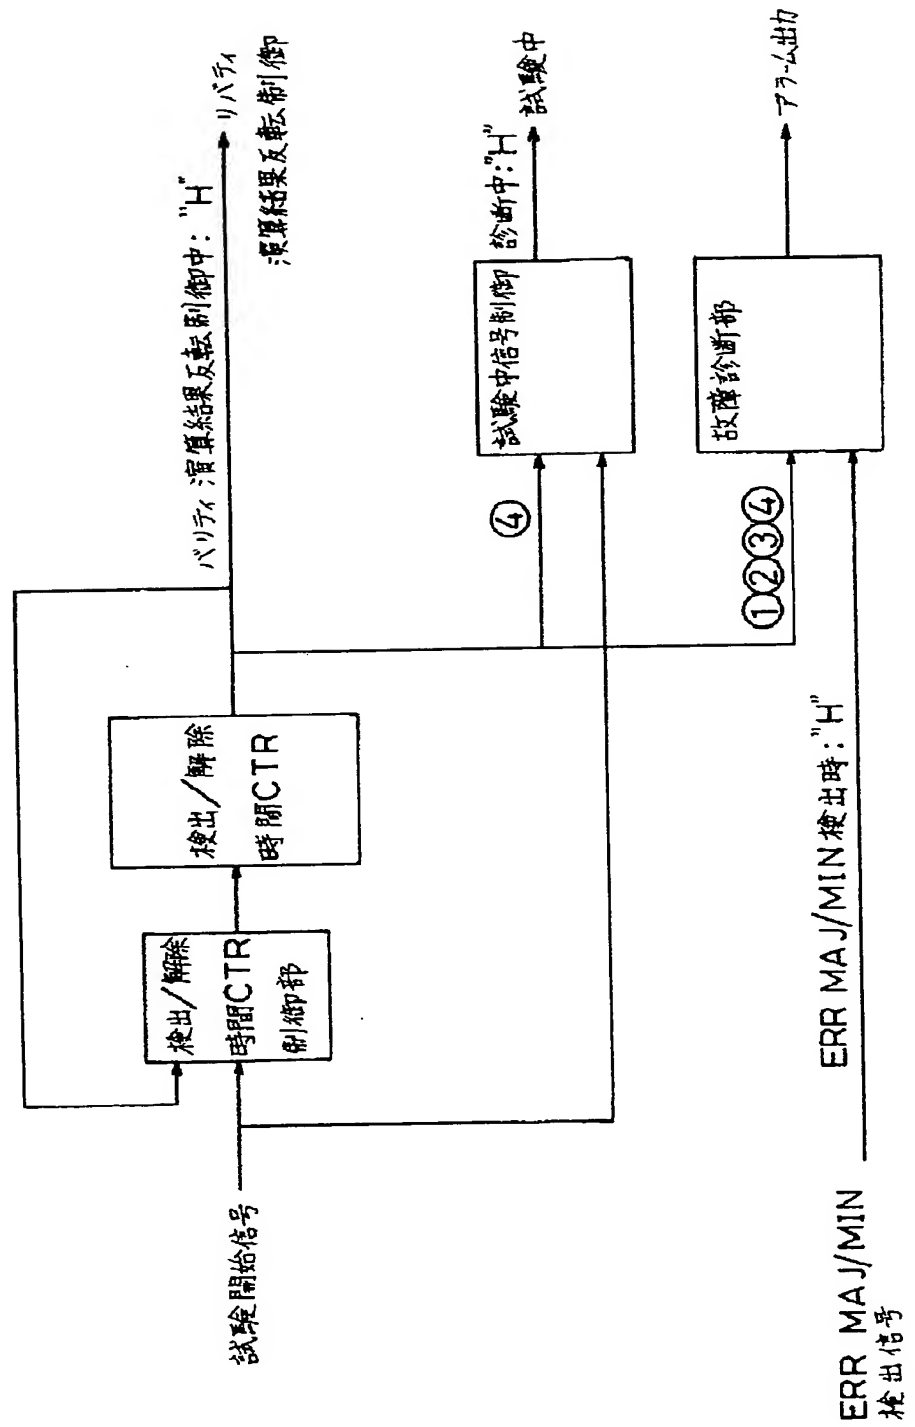 試験開始信号
検出/解除
時間CTR
制御部
検出/解除
時間CTR
パリティ演算結果反転制御中:"H"
リパティ
演算結果反転制御
④
試験中信号制御
診断中:"H"
試験中
①②③④
故障診断部
アラーム出力
ERR MAJ/MIN
検出信号
ERR MAJ/MIN検出時:"H"